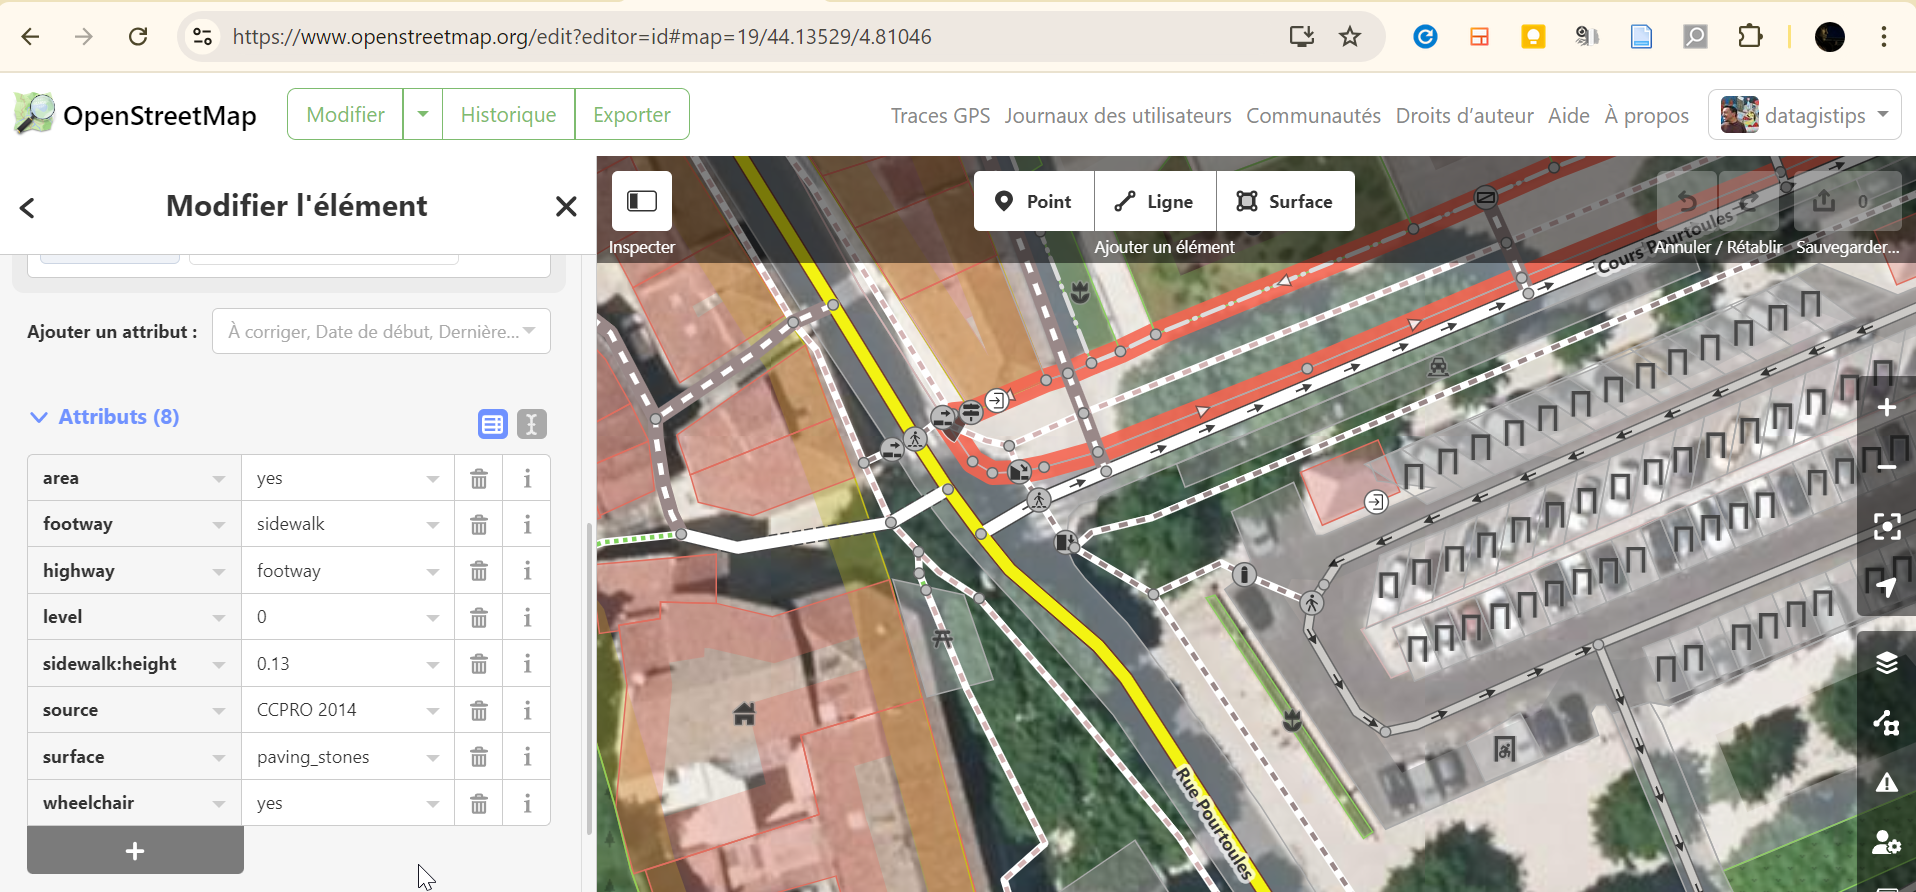 https://www.openstreetmap.org/edit?editor=id#map=19/44.13529/4.81046
OpenStreetMap
Modifier
Historique
Exporter
Traces GPS
Journaux des utilisateurs
Communautés
Droits d’auteur
Aide
À propos
datagistips
Modifier l'élément
Inspecter
Point
Ligne
Surface
Ajouter un élément
0
Annuler / Rétablir
Sauvegarder...
Cours Pourtoules
Rue Pourtoules
Ajouter un attribut :
À corriger, Date de début, Dernière...
Attributs (8)
area yes
footway sidewalk
highway footway
level 0
sidewalk:height 0.13
source CCPRO 2014
surface paving_stones
wheelchair yes
+